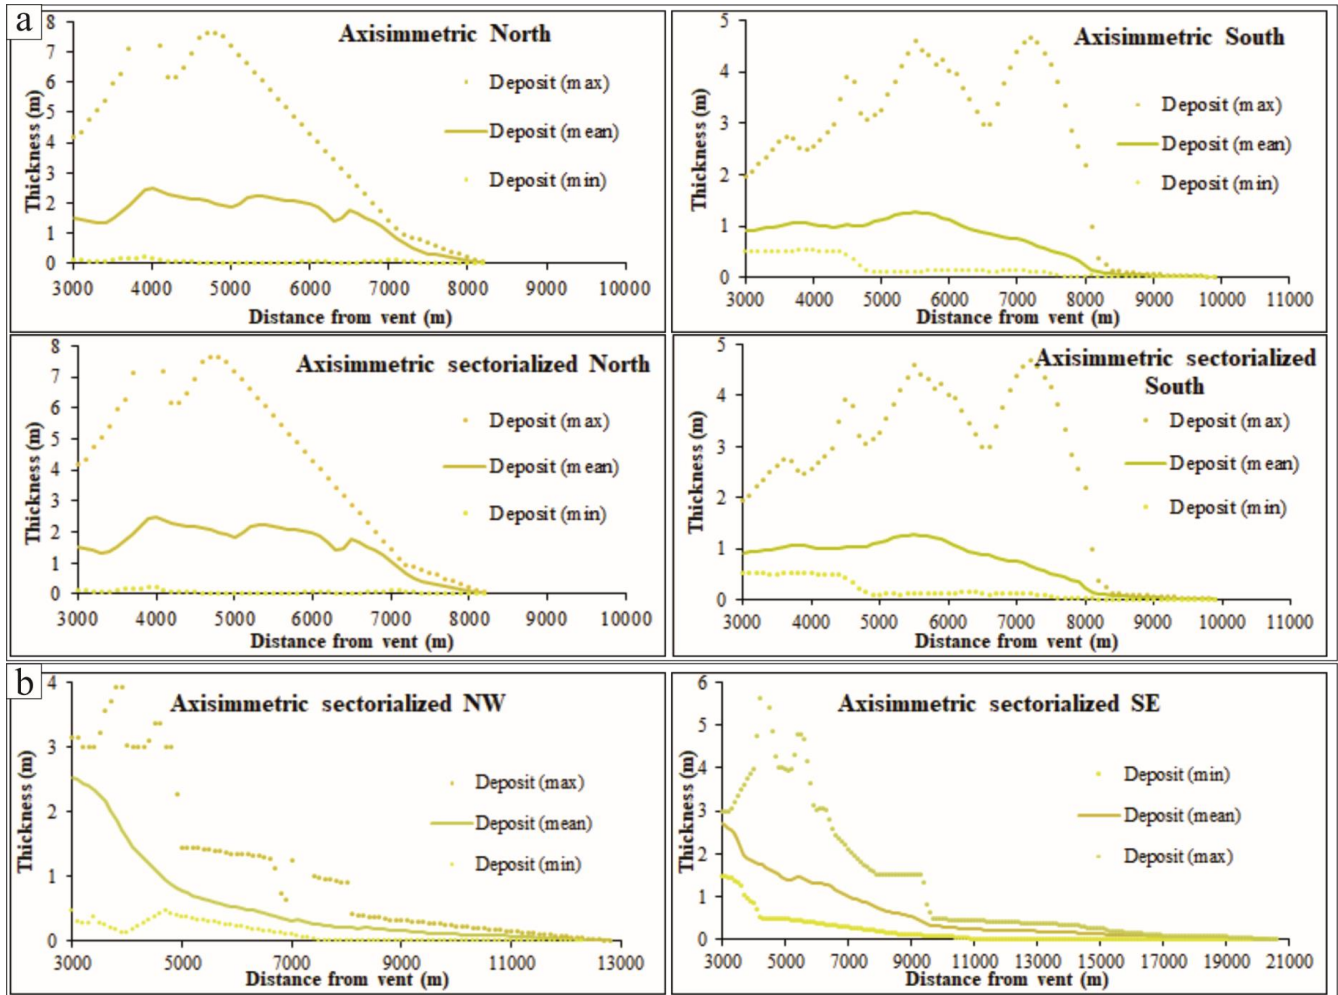 a
Axisimmetric North
Thickness (m)
8
7
6
5
4
3
2
1
0
Deposit (max)
Deposit (mean)
Deposit (min)
3000 4000 5000 6000 7000 8000 9000 10000
Distance from vent (m)
Axisimmetric South
Thickness (m)
5
4
3
2
1
0
Deposit (max)
Deposit (mean)
Deposit (min)
3000 4000 5000 6000 7000 8000 9000 10000 11000
Distance from vent (m)
Axisimmetric sectorialized North
Thickness (m)
8
7
6
5
4
3
2
1
0
Deposit (max)
Deposit (mean)
Deposit (min)
3000 4000 5000 6000 7000 8000 9000 10000
Distance from vent (m)
Axisimmetric sectorialized
South
Thickness (m)
5
4
3
2
1
0
Deposit (max)
Deposit (mean)
Deposit (min)
3000 4000 5000 6000 7000 8000 9000 10000 11000
Distance from vent (m)
b
Axisimmetric sectorialized NW
Thickness (m)
4
3
2
1
0
Deposit (max)
Deposit (mean)
Deposit (min)
3000 5000 7000 9000 11000 13000
Distance from vent (m)
Axisimmetric sectorialized SE
Thickness (m)
6
5
4
3
2
1
0
Deposit (min)
Deposit (mean)
Deposit (max)
3000 5000 7000 9000 11000 13000 15000 17000 19000 21000
Distance from vent (m)